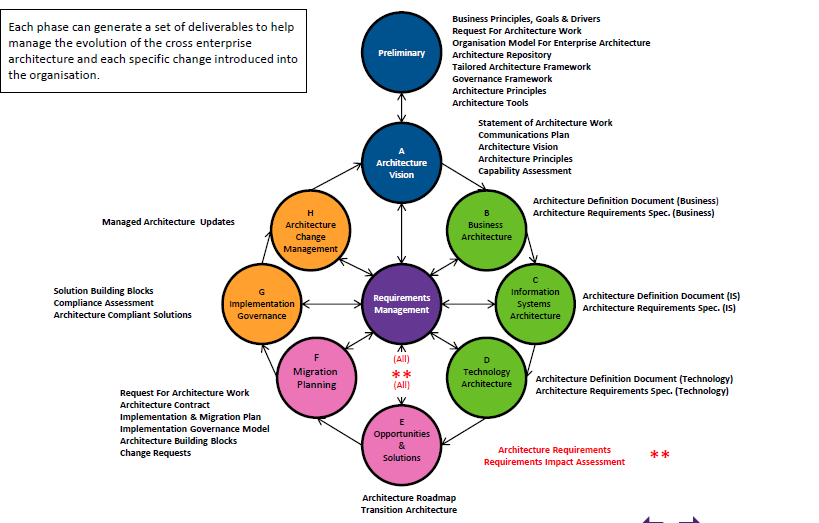 Each phase can generate a set of deliverables to help
manage the evolution of the cross enterprise
architecture and each specific change introduced into
the organisation.
Preliminary
Business Principles, Goals & Drivers
Request For Architecture Work
Organisation Model For Enterprise Architecture
Architecture Repository
Tailored Architecture Framework
Governance Framework
Architecture Principles
Architecture Tools
A
Architecture
Vision
Statement of Architecture Work
Communications Plan
Architecture Vision
Architecture Principles
Capability Assessment
H
Architecture
Change
Management
Managed Architecture Updates
B
Business
Architecture
Architecture Definition Document (Business)
Architecture Requirements Spec. (Business)
G
Implementation
Governance
Solution Building Blocks
Compliance Assessment
Architecture Compliant Solutions
Requirements
Management
C
Information
Systems
Architecture
Architecture Definition Document (IS)
Architecture Requirements Spec. (IS)
F
Migration
Planning
(All)
**
(All)
D
Technology
Architecture
Architecture Definition Document (Technology)
Architecture Requirements Spec. (Technology)
Request For Architecture Work
Architecture Contract
Implementation & Migration Plan
Implementation Governance Model
Architecture Building Blocks
Change Requests
E
Opportunities
&
Solutions
Architecture Requirements
Requirements Impact Assessment **
Architecture Roadmap
Transition Architecture